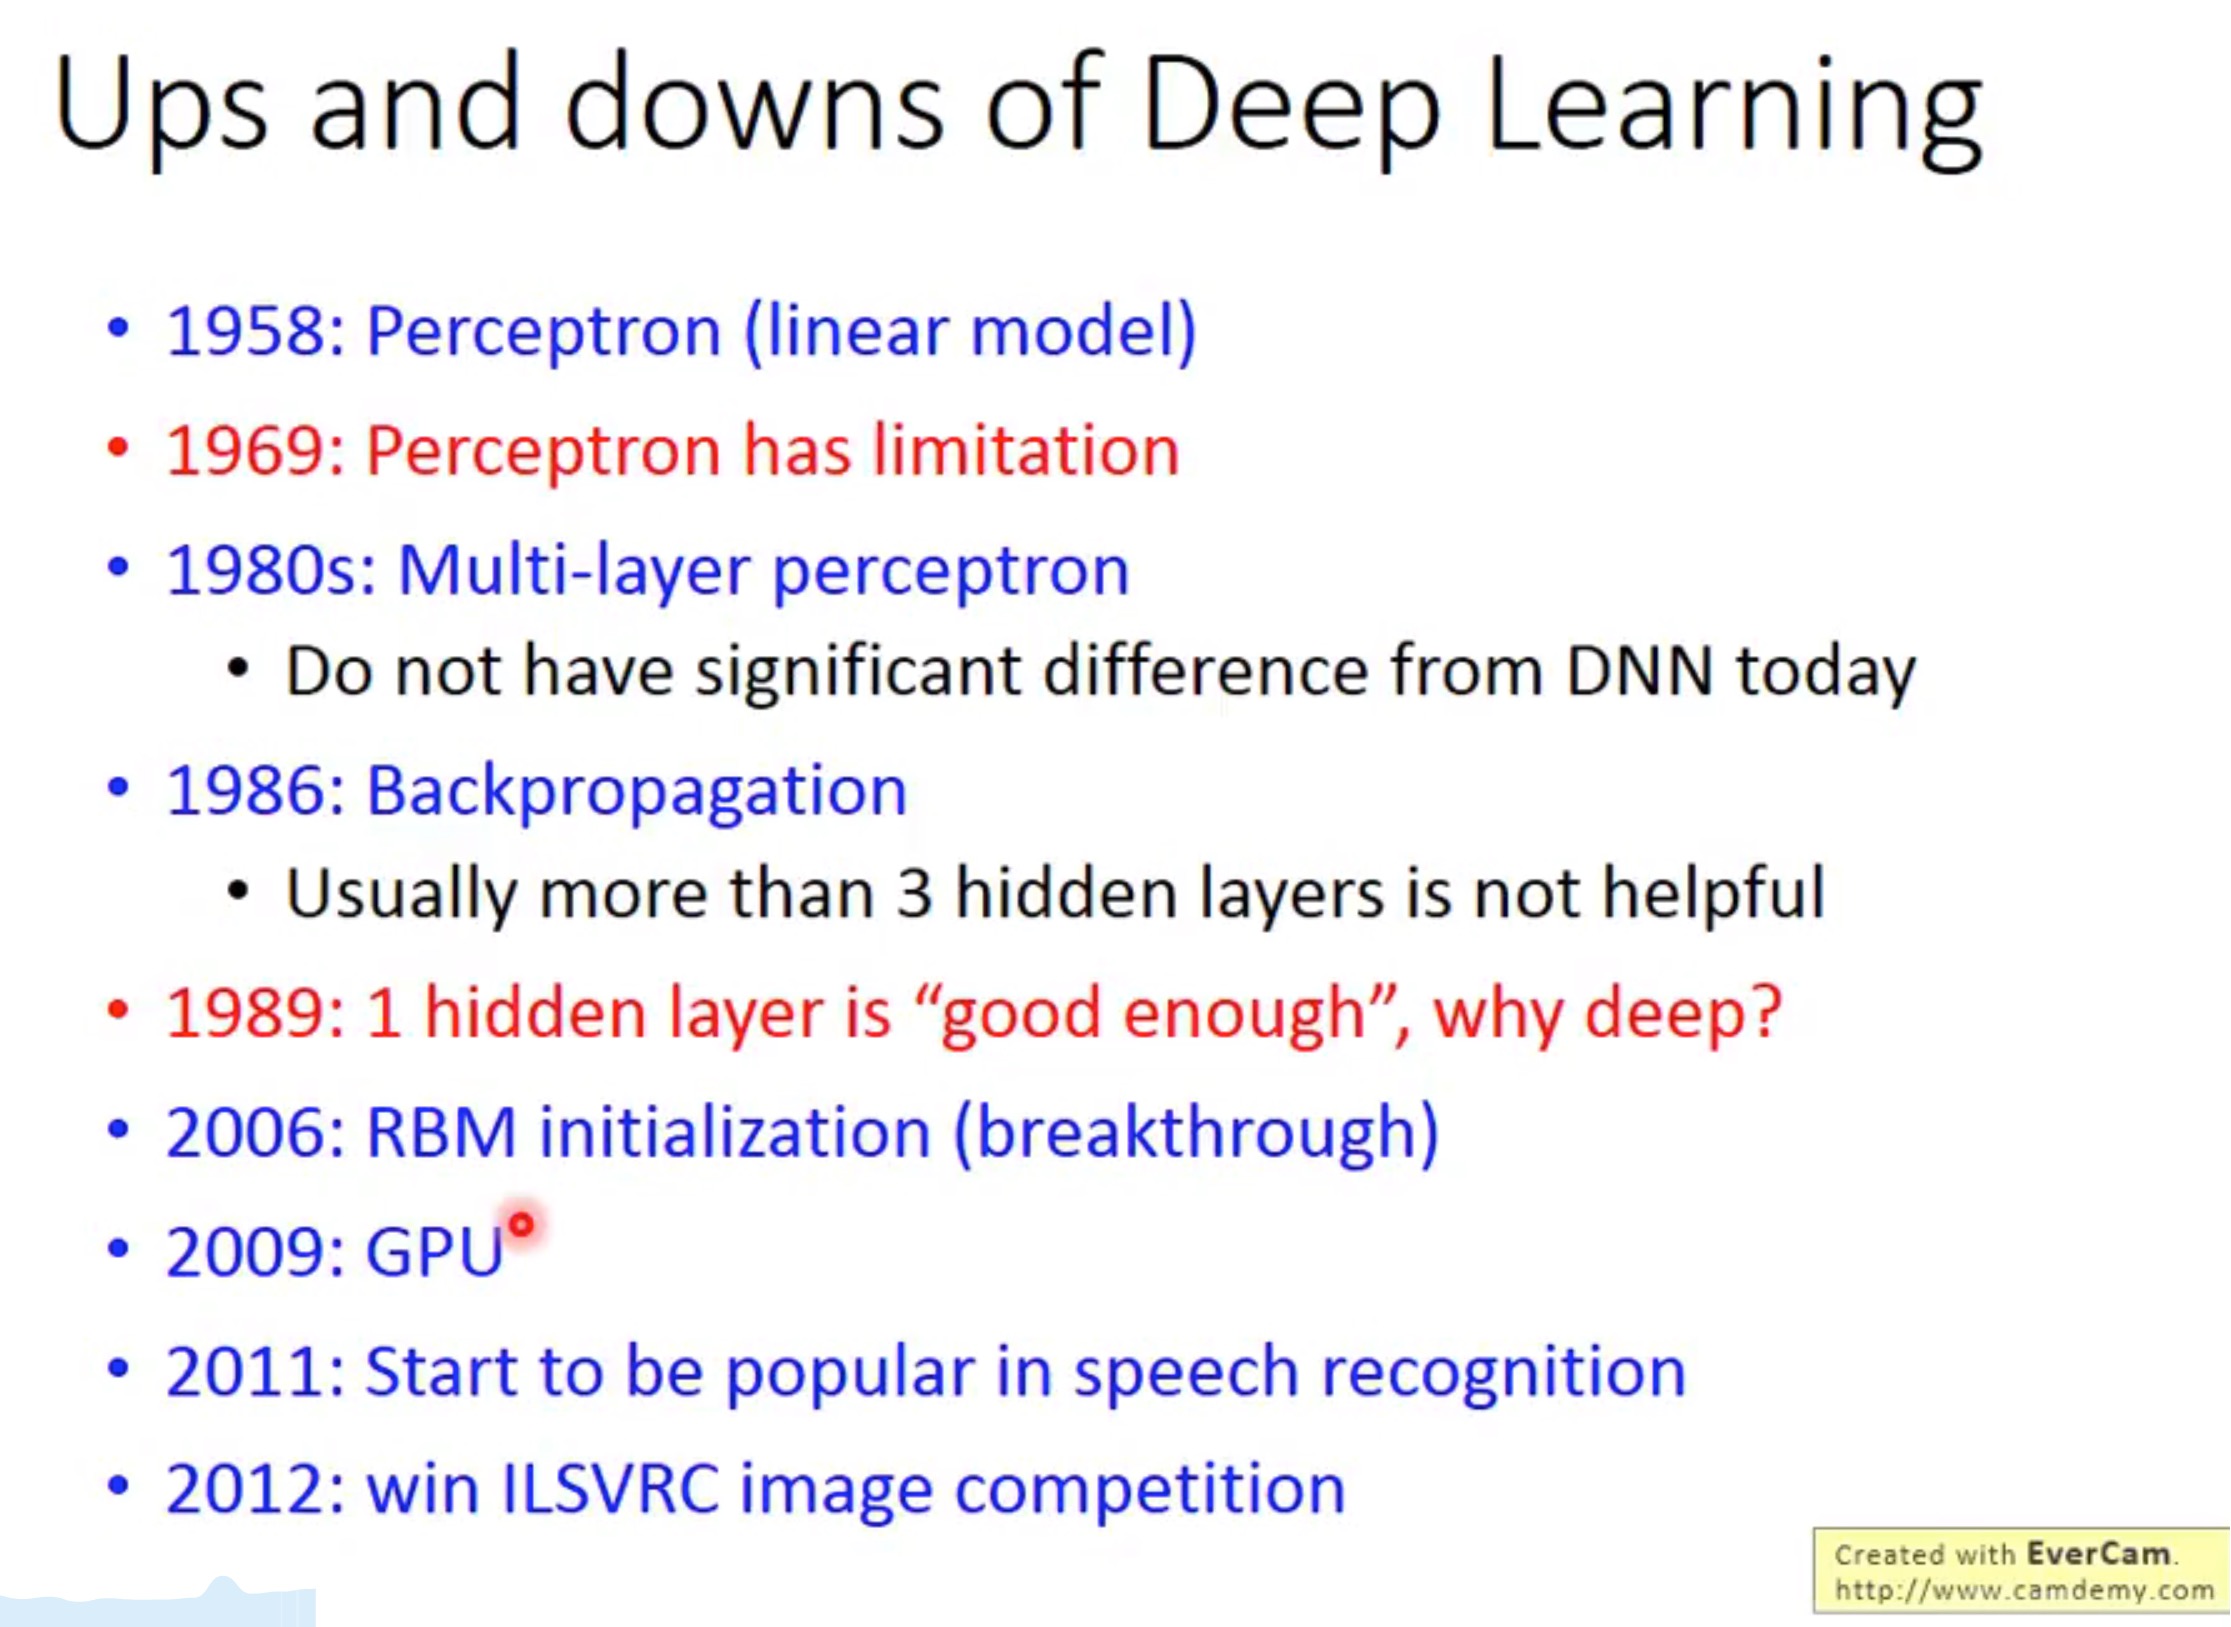 Ups and downs of Deep Learning
• 1958: Perceptron (linear model)
• 1969: Perceptron has limitation
• 1980s: Multi-layer perceptron
• Do not have significant difference from DNN today
• 1986: Backpropagation
• Usually more than 3 hidden layers is not helpful
• 1989: 1 hidden layer is “good enough”, why deep?
• 2006: RBM initialization (breakthrough)
• 2009: GPU
• 2011: Start to be popular in speech recognition
• 2012: win ILSVRC image competition
Created with EverCam.
http://www.camdemy.com